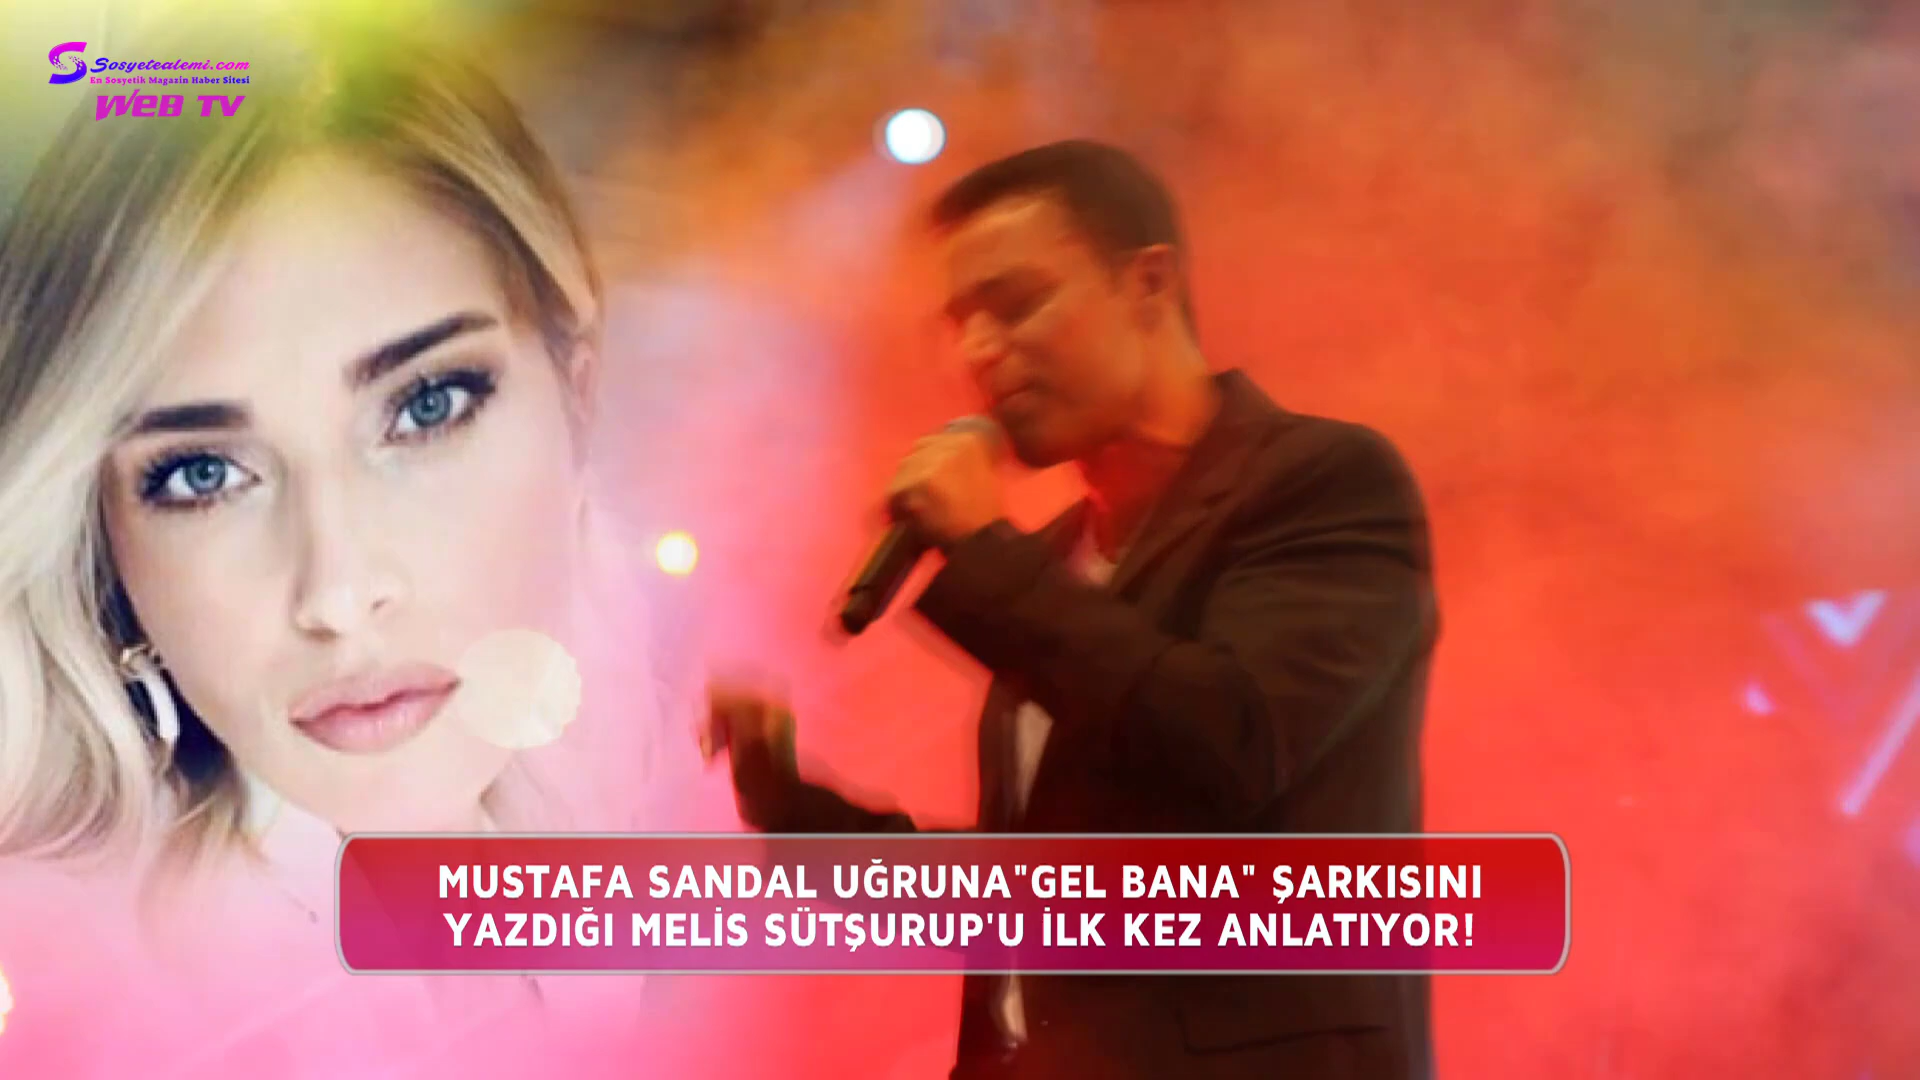 Sosyetealemi.com
En Sosyetik Magazin Haber Sitesi
WEB TV
MUSTAFA SANDAL UĞRUNA"GEL BANA" ŞARKISINI
YAZDIĞI MELİS SÜTŞURUP'U İLK KEZ ANLATIYOR!